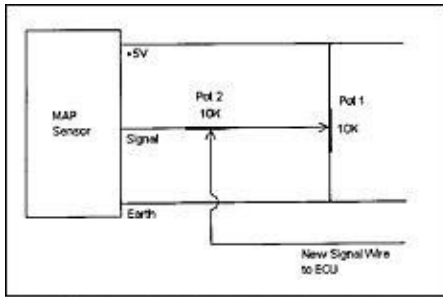 +5V
Pot 2
10K
Pot 1
10K
MAP
Sensor
Signal
Earth
New Signal Wire
to ECU